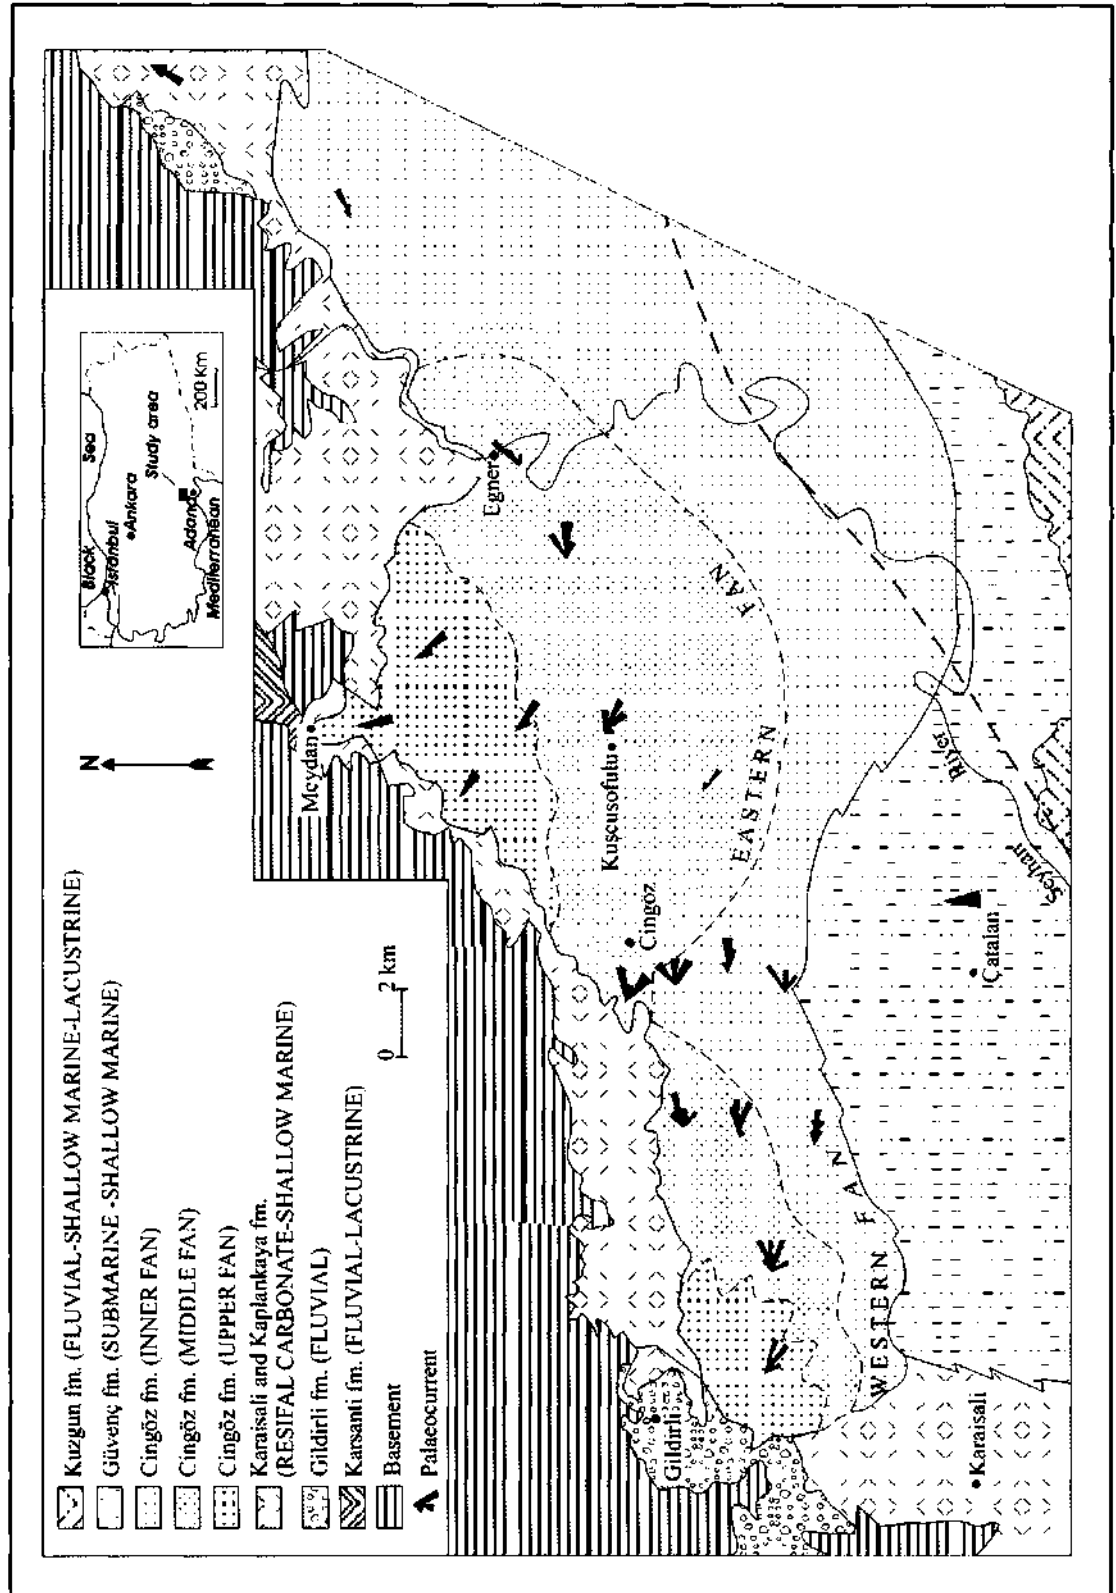 Kuzgun fm. (FLUVIAL-SHALLOW MARINE-LACUSTRINE)
Güvenç fm. (SUBMARINE -SHALLOW MARINE)
Cingöz fm. (INNER FAN)
Cingöz fm. (MIDDLE FAN)
Cingöz fm. (UPPER FAN)
Karaisali and Kaplankaya fm.
(RESIFAL CARBONATE-SHALLOW MARINE)
Gildirli fm. (FLUVIAL)
Karsanti fm. (FLUVIAL-LACUSTRINE)
Basement
Palaeocurrent
0 2 km
N
Black Sea
Istanbul
Ankara
Study area
Adana
Mediterranean
200 Km
Meydan
Egner
Kuscusofutu
Cingöz
EASTERN FAN
Gildirli
WESTERN FAN
Karaisali
Çatalan
Seyhan River